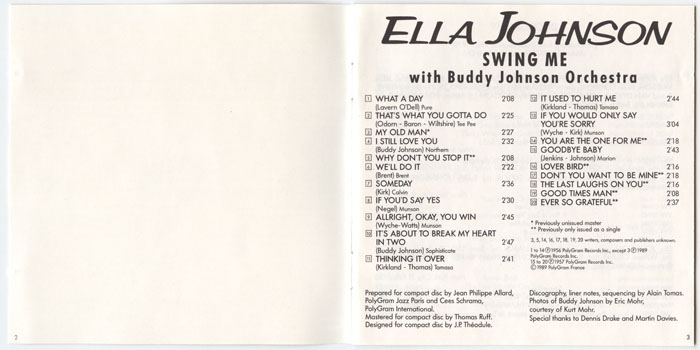 ELLA JOHNSON
SWING ME
with Buddy Johnson Orchestra
1 WHAT A DAY 2'08
(Lavern O'Dell) Pure
2 THAT'S WHAT YOU GOTTA DO 2'25
(Odorn - Baron - Wiltshire) Tee Pee
3 MY OLD MAN* 2'27
4 I STILL LOVE YOU 2'32
(Buddy Johnson) Northern
5 WHY DON'T YOU STOP IT** 2'08
6 WE'LL DO IT 2'22
(Brent) Brent
7 SOMEDAY 2'36
(Kirk) Calvin
8 IF YOU'D SAY YES 2'30
(Negel) Munson
9 ALLRIGHT, OKAY, YOU WIN 2'45
(Wyche-Watts) Munson
10 IT'S ABOUT TO BREAK MY HEART
IN TWO 2'47
(Buddy Johnson) Sophisticate
11 THINKING IT OVER 2'41
(Kirkland - Thomas) Tamasa
12 IT USED TO HURT ME 2'44
(Kirkland - Thomas) Tamasa
13 IF YOU WOULD ONLY SAY
YOU'RE SORRY 3'04
(Wyche - Kirk) Munson
14 YOU ARE THE ONE FOR ME** 2'18
15 GOODBYE BABY 2'43
(Jenkins - Johnson) Marion
16 LOVER BIRD** 2'16
17 DON'T YOU WANT TO BE MINE** 2'18
18 THE LAST LAUGHS ON YOU** 2'16
19 GOOD TIMES MAN** 2'08
20 EVER SO GRATEFUL** 2'37
* Previously unissued master
** Previously only issued as a single
3, 5, 14, 16, 17, 18, 19, 20 writers, composers and publishers unknown.
1 to 14 Ⓟ 1956 PolyGram Records Inc., except 3 Ⓟ 1989
PolyGram Records Inc.
15 to 20 Ⓟ 1957 PolyGram Records Inc.
© 1989 PolyGram France
Prepared for compact disc by Jean Philippe Allard,
PolyGram Jazz Paris and Cees Schrama,
PolyGram International.
Mastered for compact disc by Thomas Ruff.
Designed for compact disc by J.P. Théodule.
Discography, liner notes, sequencing by Alain Tomas.
Photos of Buddy Johnson by Eric Mohr,
courtesy of Kurt Mohr.
Special thanks to Dennis Drake and Martin Davies.
2
3